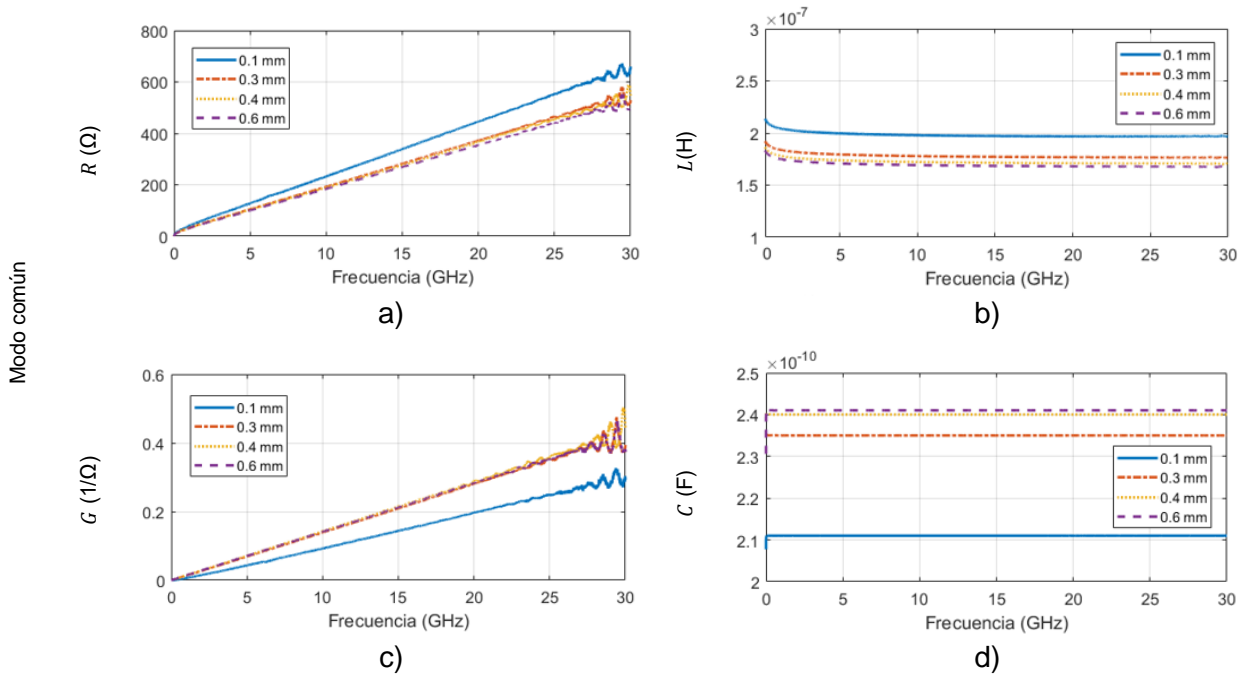 Modo común
800
600
400
200
0
R (Ω)
0.1 mm
0.3 mm
0.4 mm
0.6 mm
0 5 10 15 20 25 30
Frecuencia (GHz)
a)
×10-7
3
2.5
2
1.5
1
L(H)
0.1 mm
0.3 mm
0.4 mm
0.6 mm
0 5 10 15 20 25 30
Frecuencia (GHz)
b)
0.6
0.4
0.2
0
G (1/Ω)
0.1 mm
0.3 mm
0.4 mm
0.6 mm
0 5 10 15 20 25 30
Frecuencia (GHz)
c)
×10-10
2.5
2.4
2.3
2.2
2.1
2
C (F)
0.1 mm
0.3 mm
0.4 mm
0.6 mm
0 5 10 15 20 25 30
Frecuencia (GHz)
d)